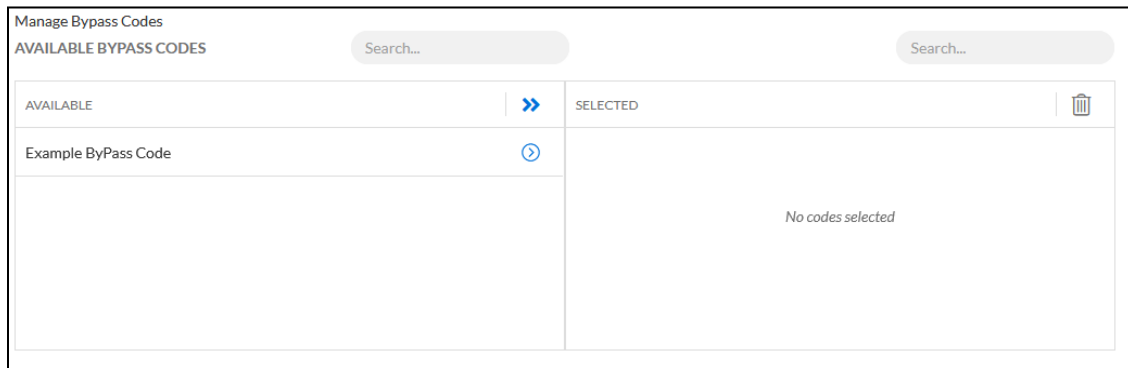 Manage Bypass Codes
AVAILABLE BYPASS CODES
Search...
Search...
AVAILABLE
SELECTED
Example ByPass Code
No codes selected